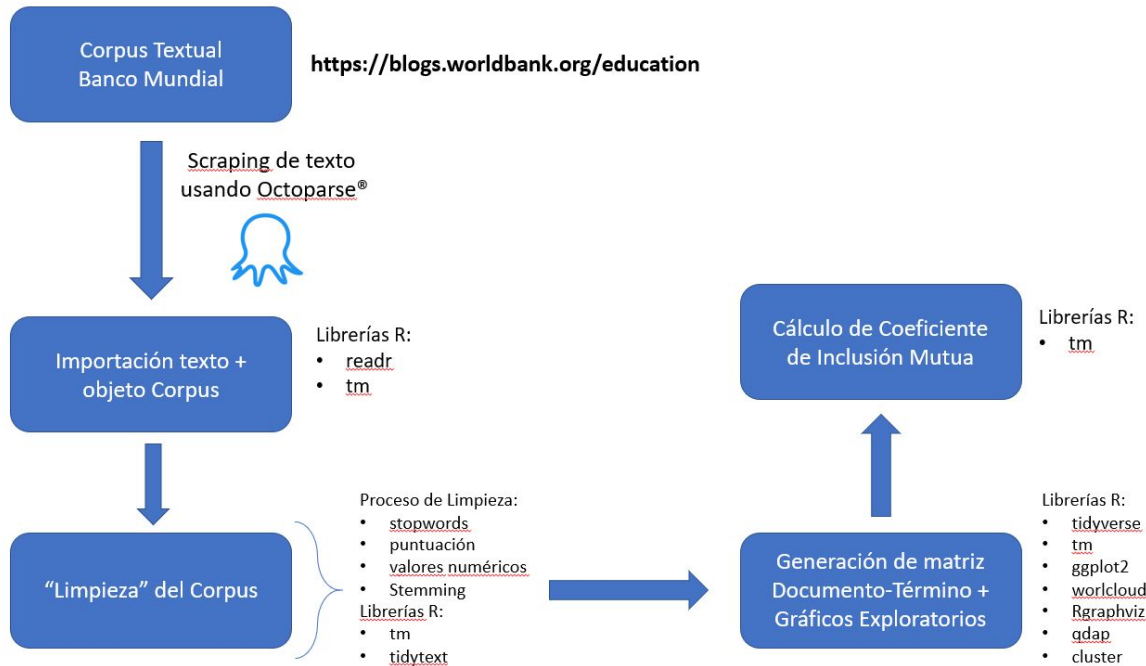 Corpus Textual
Banco Mundial
https://blogs.worldbank.org/education
Scraping de texto
usando Octoparse®
Importación texto +
objeto Corpus
Librerías R:
• readr
• tm
“Limpieza” del Corpus
Proceso de Limpieza:
• stopwords
• puntuación
• valores numéricos
• Stemming
Librerías R:
• tm
• tidytext
Generación de matriz
Documento-Término +
Gráficos Exploratorios
Librerías R:
• tidyverse
• tm
• ggplot2
• worlcloud
• Rgraphviz
• qdap
• cluster
Cálculo de Coeficiente
de Inclusión Mutua
Librerías R:
• tm